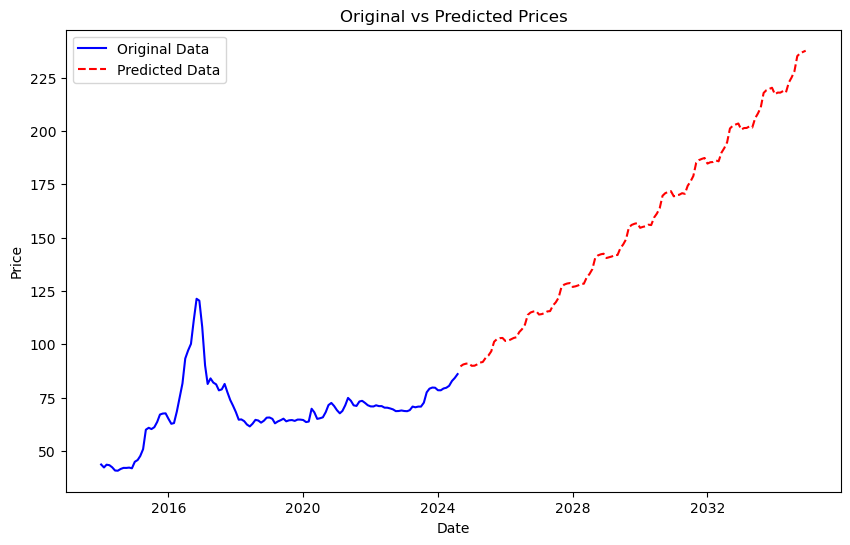 Original vs Predicted Prices
Original Data
Predicted Data
225
200
175
150
125
100
75
50
Price
2016 2020 2024 2028 2032
Date